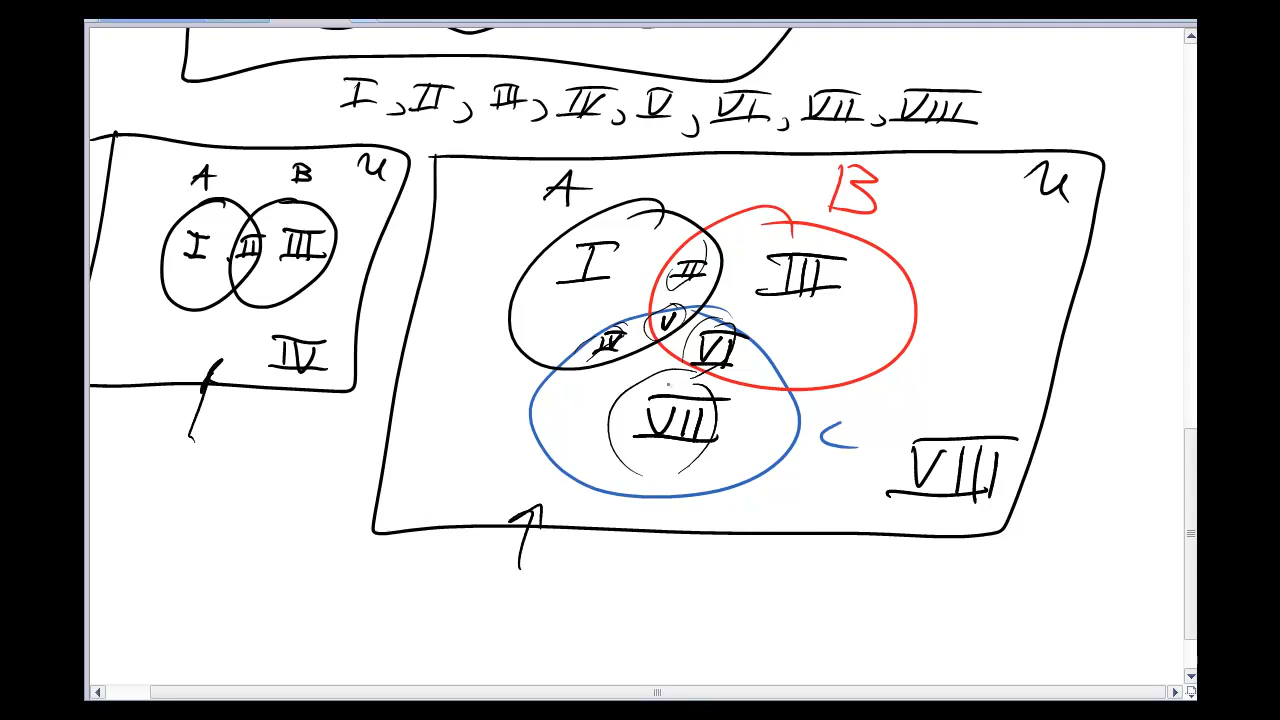 I, II, III, IV, V, VI, VII, VIII
A B U
I II III
IV
A B U
I II III
IV V VI
VII C
VIII